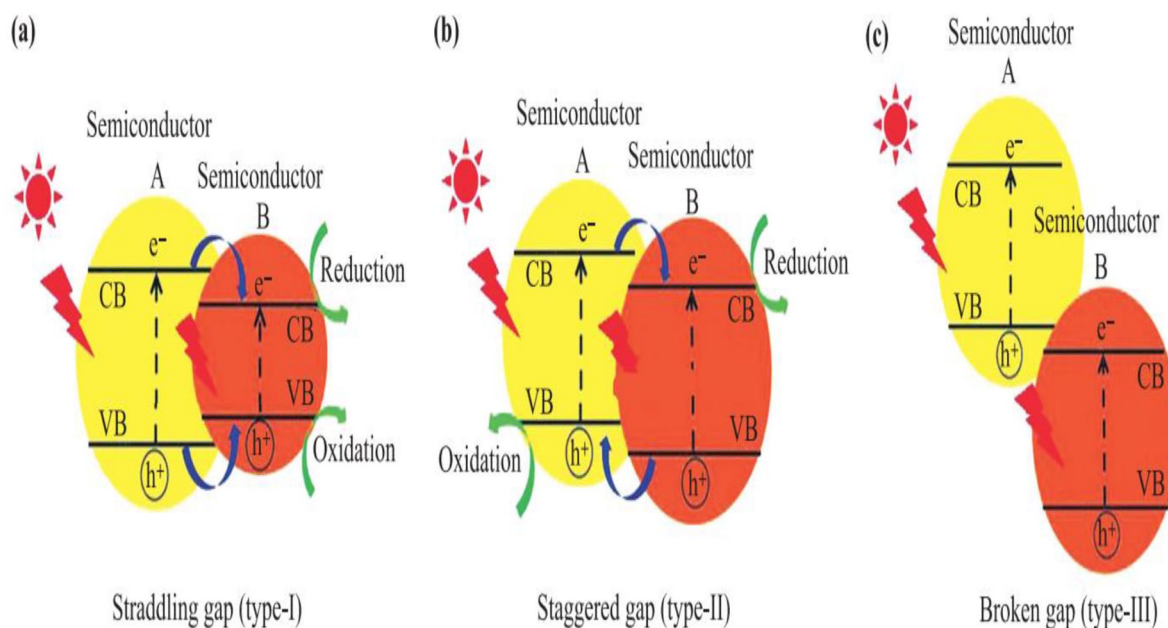 (a)
Semiconductor
A
Semiconductor
B
e⁻
CB
e⁻
CB
Reduction
VB
VB
h⁺
h⁺
Oxidation
Straddling gap (type-I)
(b)
Semiconductor
A
Semiconductor
B
e⁻
e⁻
CB
Reduction
VB
VB
Oxidation
h⁺
h⁺
Staggered gap (type-II)
(c)
Semiconductor
A
e⁻
CB
Semiconductor
B
VB
h⁺
e⁻
CB
VB
h⁺
Broken gap (type-III)